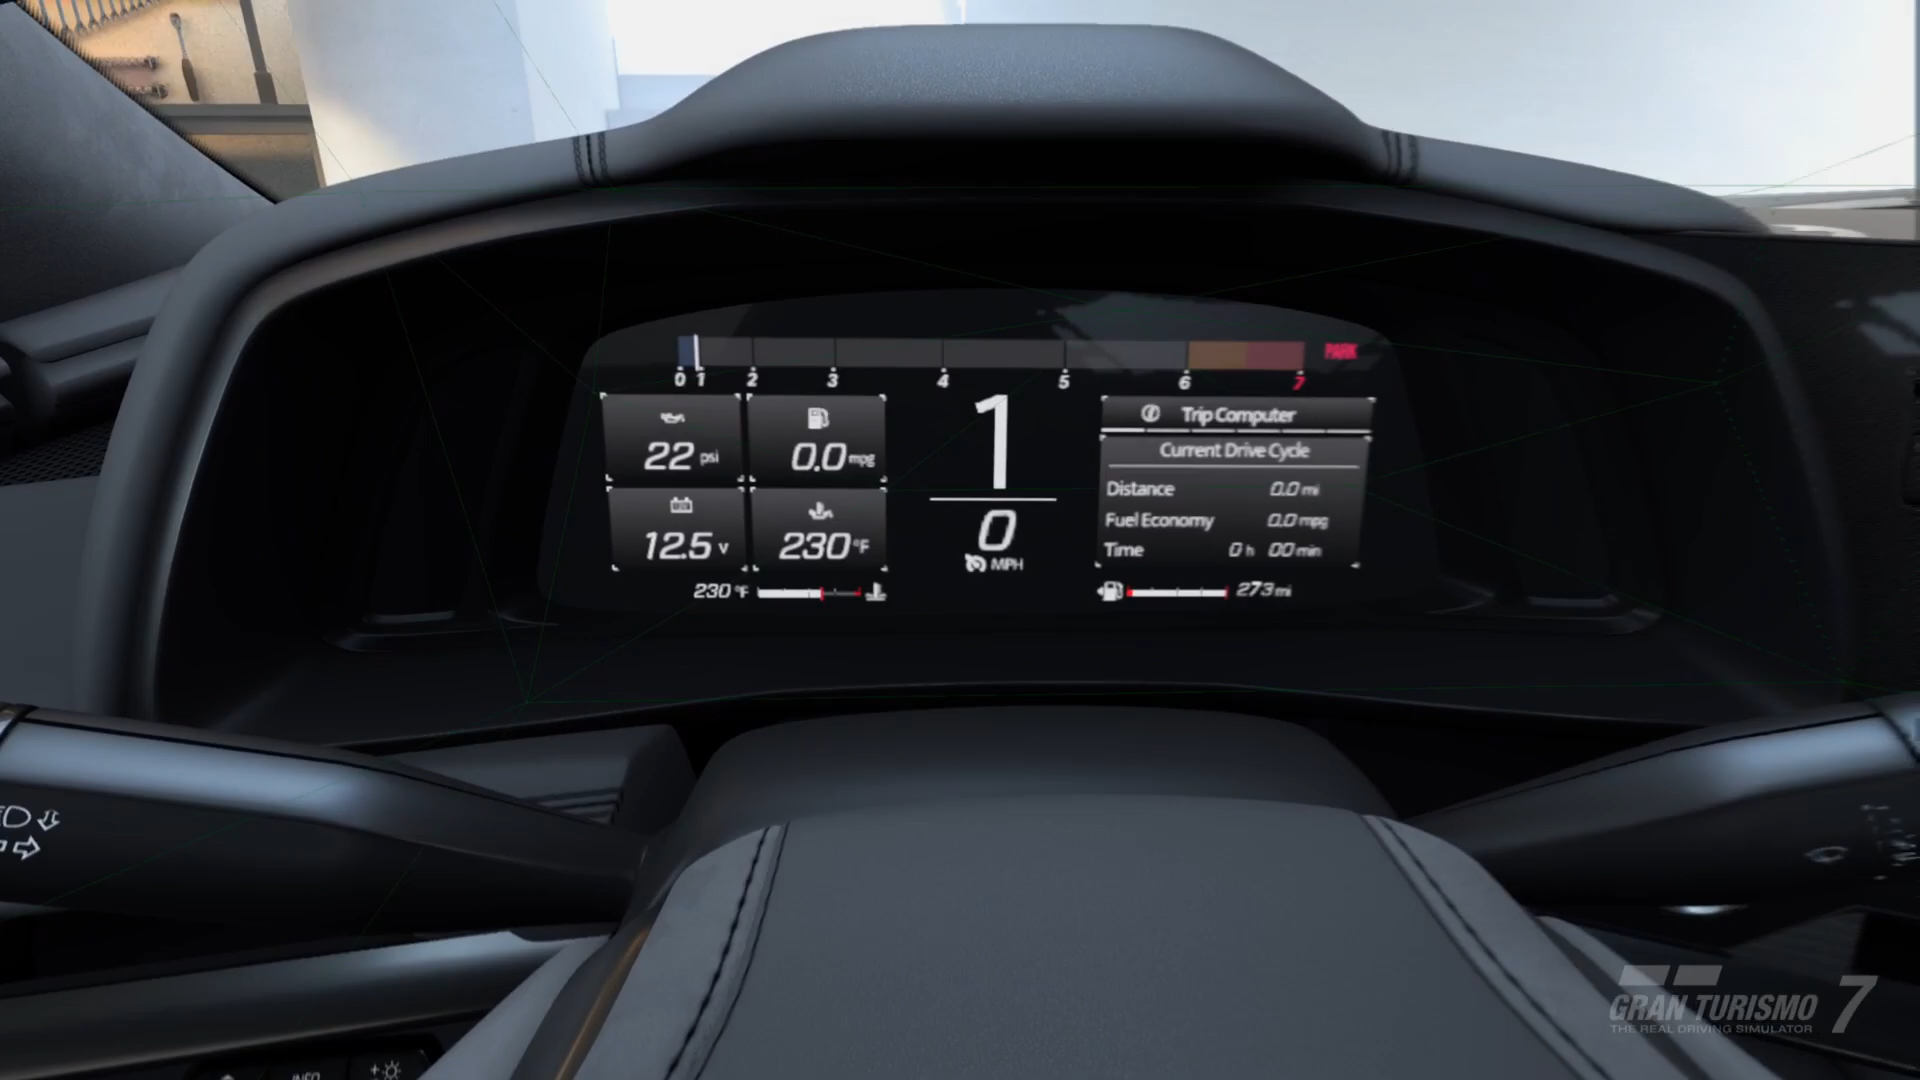 PARK
0 1 2 3 4 5 6 7
22 psi
0.0 mpg
12.5 V
230 °F
230 °F
1
0
MPH
Trip Computer
Current Drive Cycle
Distance 0.0 mi
Fuel Economy 0.0 mpg
Time 0 h 00 min
273 mi
INFO
GRAN TURISMO 7
THE REAL DRIVING SIMULATOR